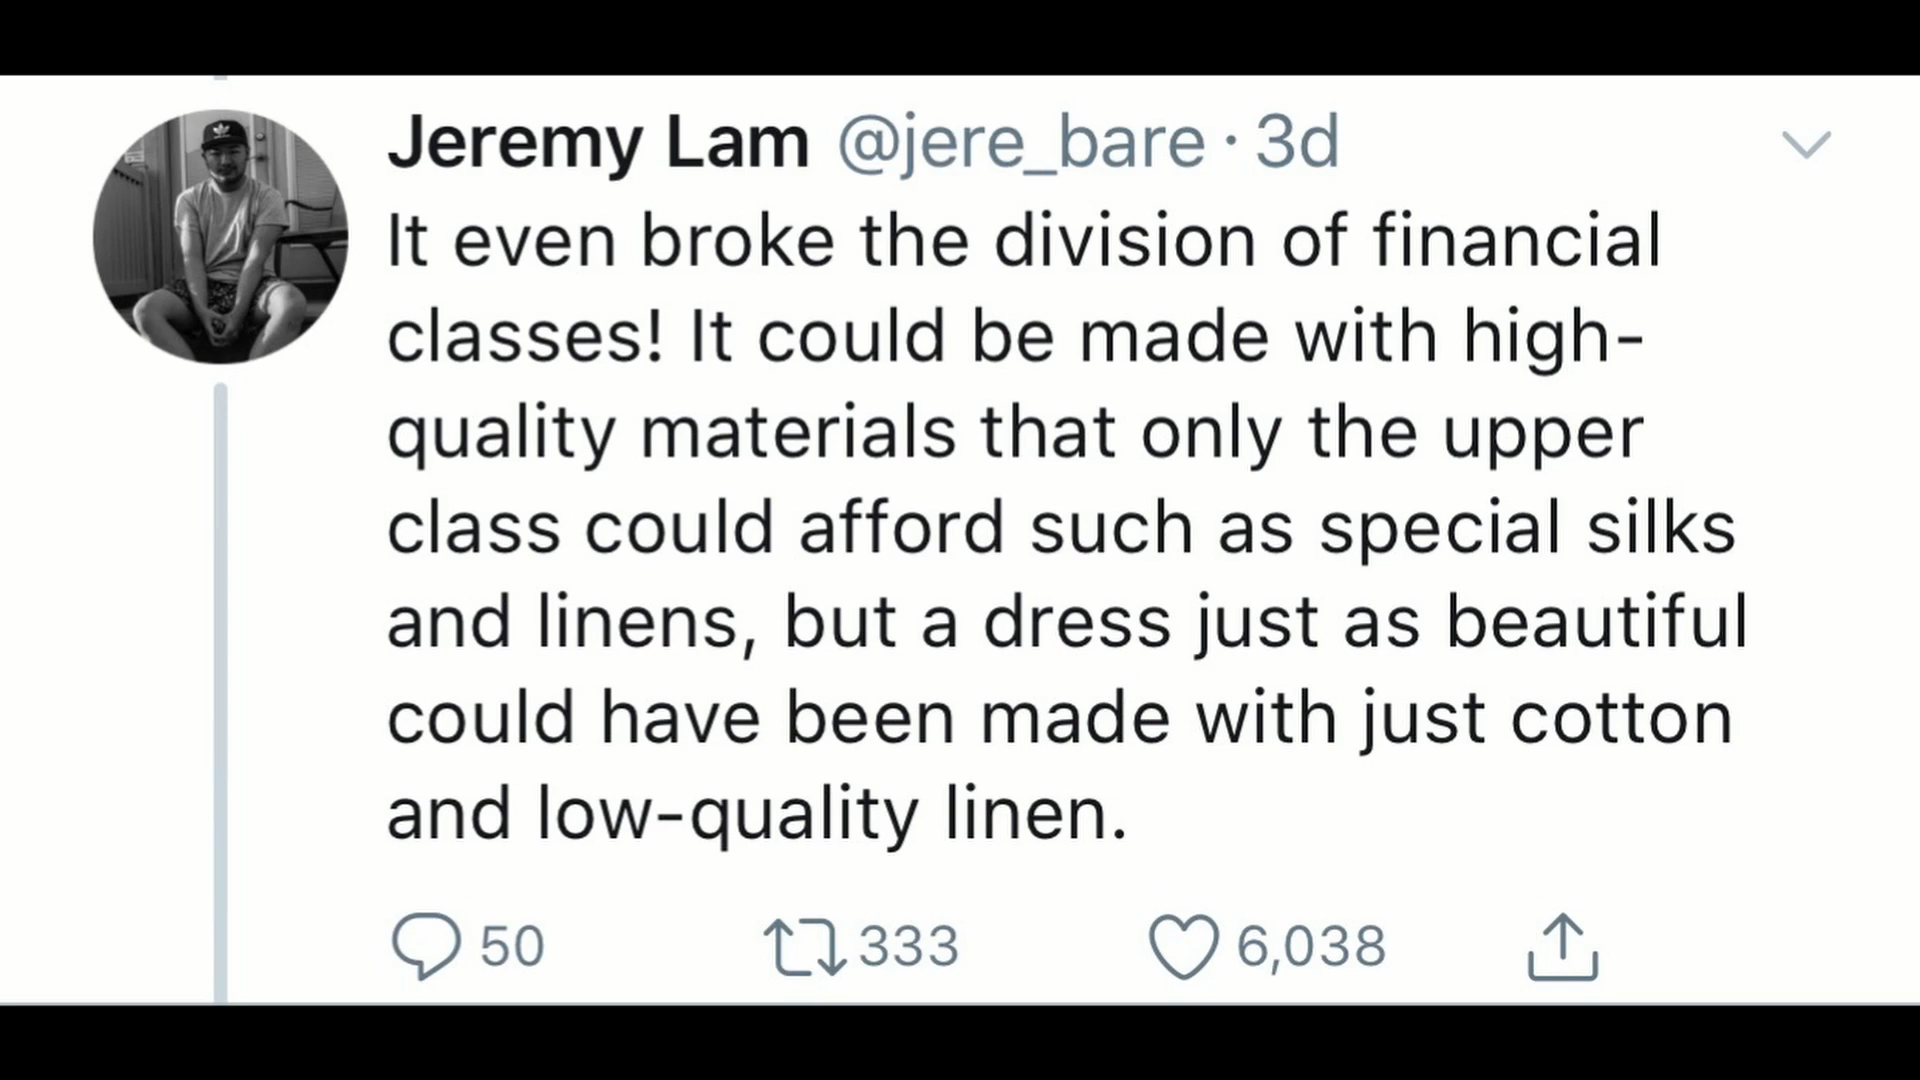 Jeremy Lam @jere_bare · 3d
It even broke the division of financial
classes! It could be made with high-
quality materials that only the upper
class could afford such as special silks
and linens, but a dress just as beautiful
could have been made with just cotton
and low-quality linen.
50 333 6,038